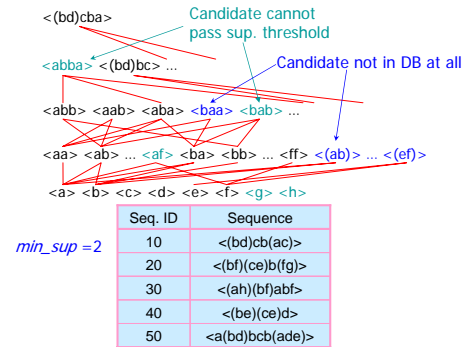 <(bd)cba>
Candidate cannot
pass sup. threshold
<abba> <(bd)bc> ...
Candidate not in DB at all
<abb> <aab> <aba> <baa> <bab> ...
<aa> <ab> ... <af> <ba> <bb> ... <ff> <(ab)> ... <(ef)>
<a> <b> <c> <d> <e> <f> <g> <h>
Seq. ID Sequence
min_sup =2
10 <(bd)cb(ac)>
20 <(bf)(ce)b(fg)>
30 <(ah)(bf)abf>
40 <(be)(ce)d>
50 <a(bd)bcb(ade)>